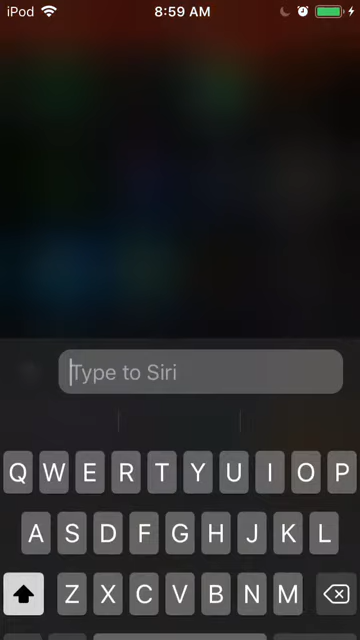 iPod 8:59 AM
Type to Siri
Q W E R T Y U I O P
A S D F G H J K L
Z X C V B N M